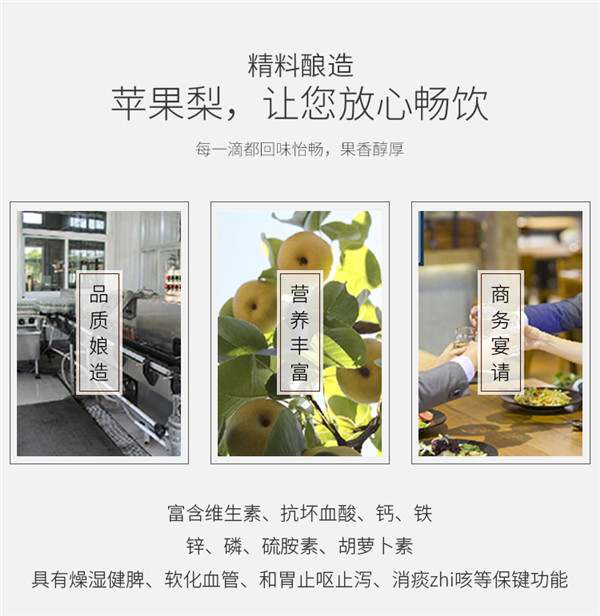 精料酿造
苹果梨，让您放心畅饮
每一滴都回味怡畅，果香醇厚
品质娘造
营养丰富
商务宴请
富含维生素、抗坏血酸、钙、铁
锌、磷、硫胺素、胡萝卜素
具有燥湿健脾、软化血管、和胃止呕止泻、消痰zhi咳等保键功能